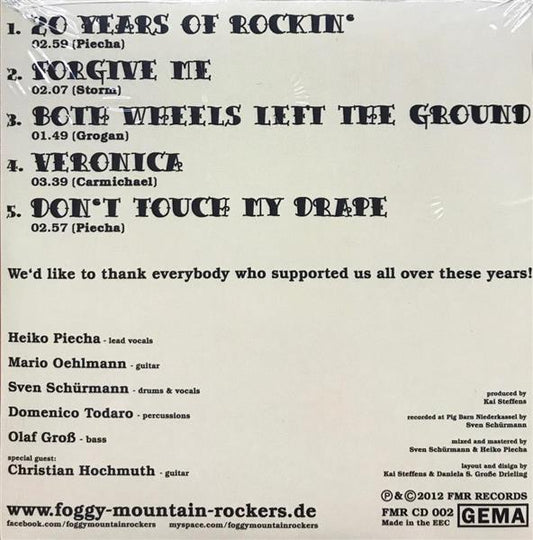 1. 20 YEARS OF ROCKIN'
02.59 (Piecha)
2. FORGIVE ME
02.07 (Storm)
3. BOTH WHEELS LEFT THE GROUND
01.49 (Grogan)
4. VERONICA
03.39 (Carmichael)
5. DON'T TOUCH MY DRAPE
02.57 (Piecha)
We'd like to thank everybody who supported us all over these years!
Heiko Piecha - lead vocals
Mario Oehlmann - guitar
Sven Schürmann - drums & vocals
Domenico Todaro - percussions
Olaf Groß - bass
special guest:
Christian Hochmuth - guitar
produced by
Kai Steffens
recorded at Pig Barn Niederkassel by
Sven Schürmann
mixed and mastered by
Sven Schürmann & Heiko Piecha
layout and disign by
Kai Steffens & Daniela S. Große Drieling
www.foggy-mountain-rockers.de
facebook.com/foggymountainrockers myspace.com/foggymountainrockers
℗ & © 2012 FMR RECORDS
FMR CD 002
Made in the EEC
GEMA